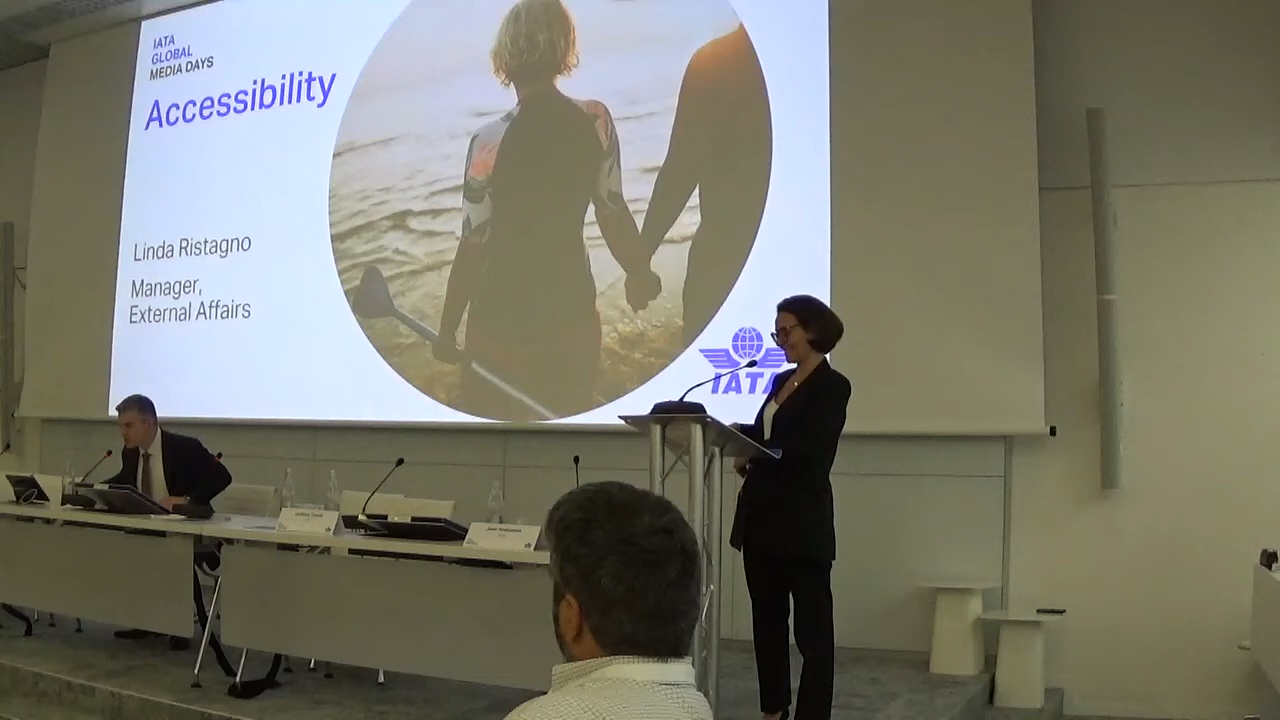 IATA
GLOBAL
MEDIA DAYS
Accessibility
Linda Ristagno
Manager,
External Affairs
IATA